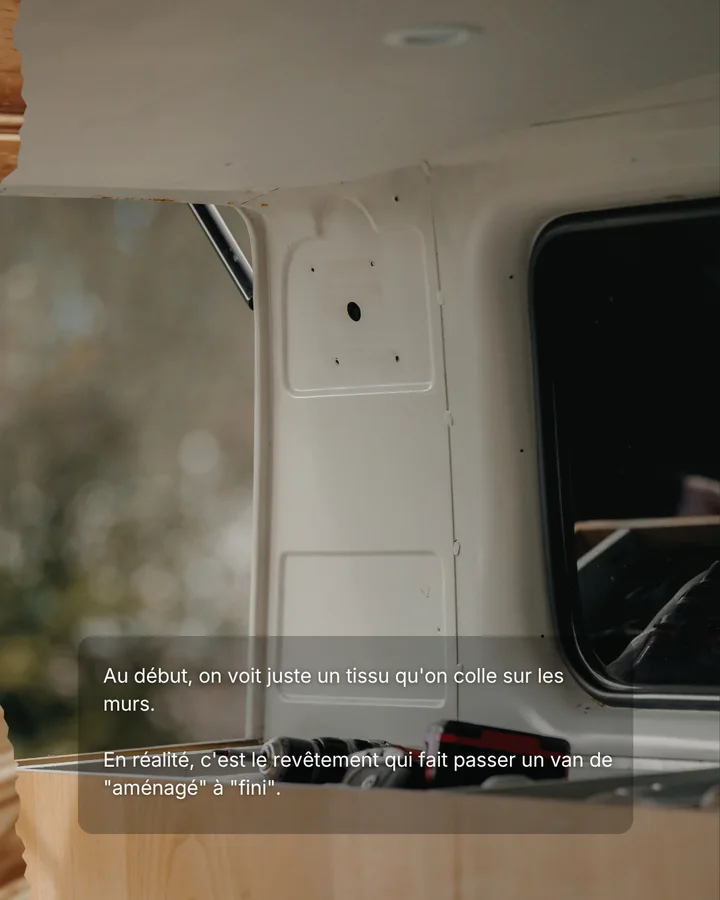 Au début, on voit juste un tissu qu'on colle sur les
murs.
En réalité, c'est le revêtement qui fait passer un van de
"aménagé" à "fini".